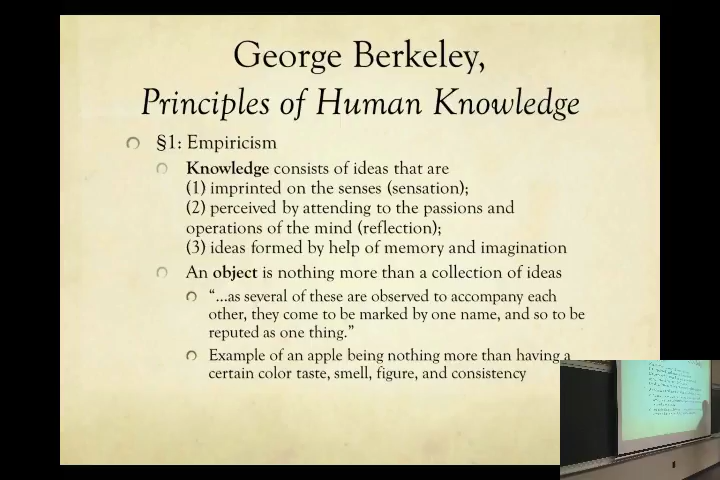 George Berkeley,
Principles of Human Knowledge
§1: Empiricism
Knowledge consists of ideas that are
(1) imprinted on the senses (sensation);
(2) perceived by attending to the passions and
operations of the mind (reflection);
(3) ideas formed by help of memory and imagination
An object is nothing more than a collection of ideas
“...as several of these are observed to accompany each
other, they come to be marked by one name, and so to be
reputed as one thing.”
Example of an apple being nothing more than having a
certain color taste, smell, figure, and consistency